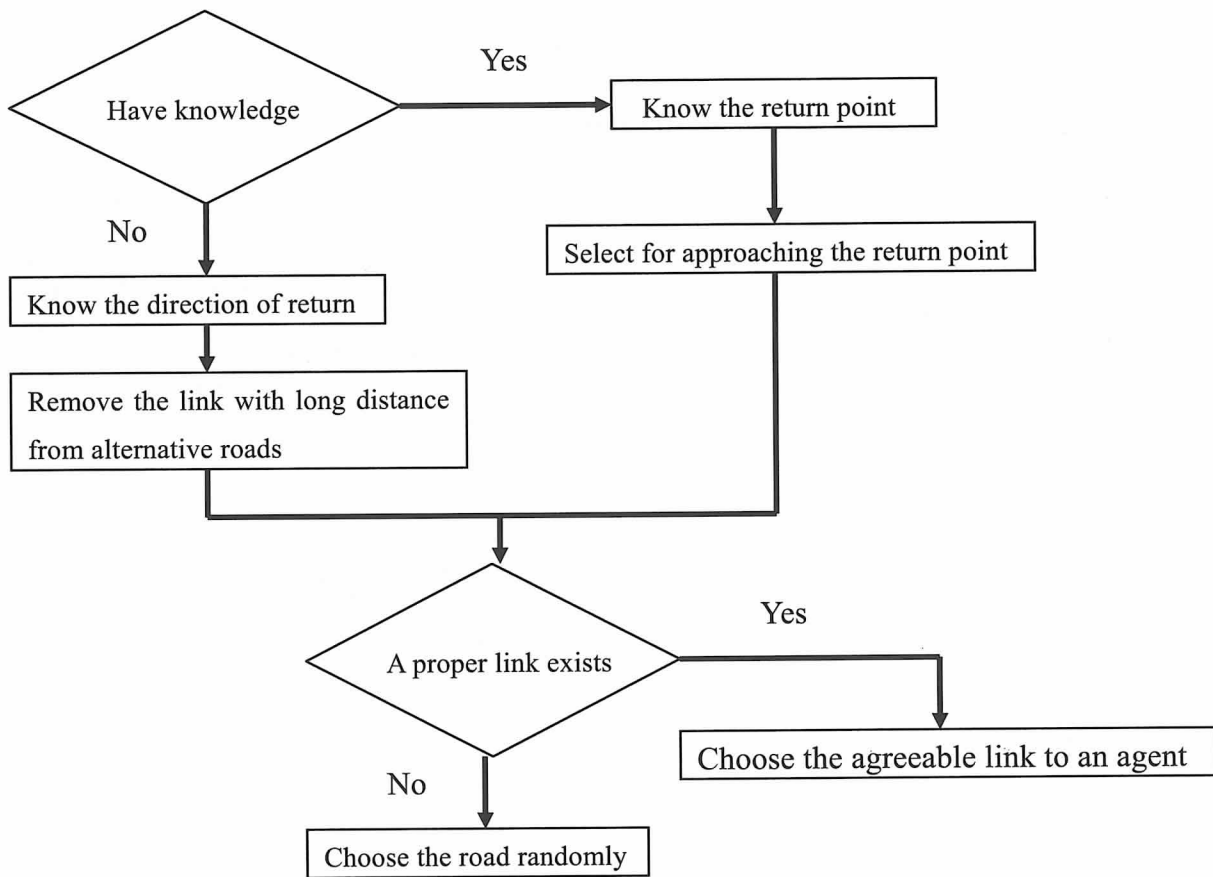 Yes
Have knowledge
Know the return point
No
Select for approaching the return point
Know the direction of return
Remove the link with long distance
from alternative roads
Yes
A proper link exists
Choose the agreeable link to an agent
No
Choose the road randomly